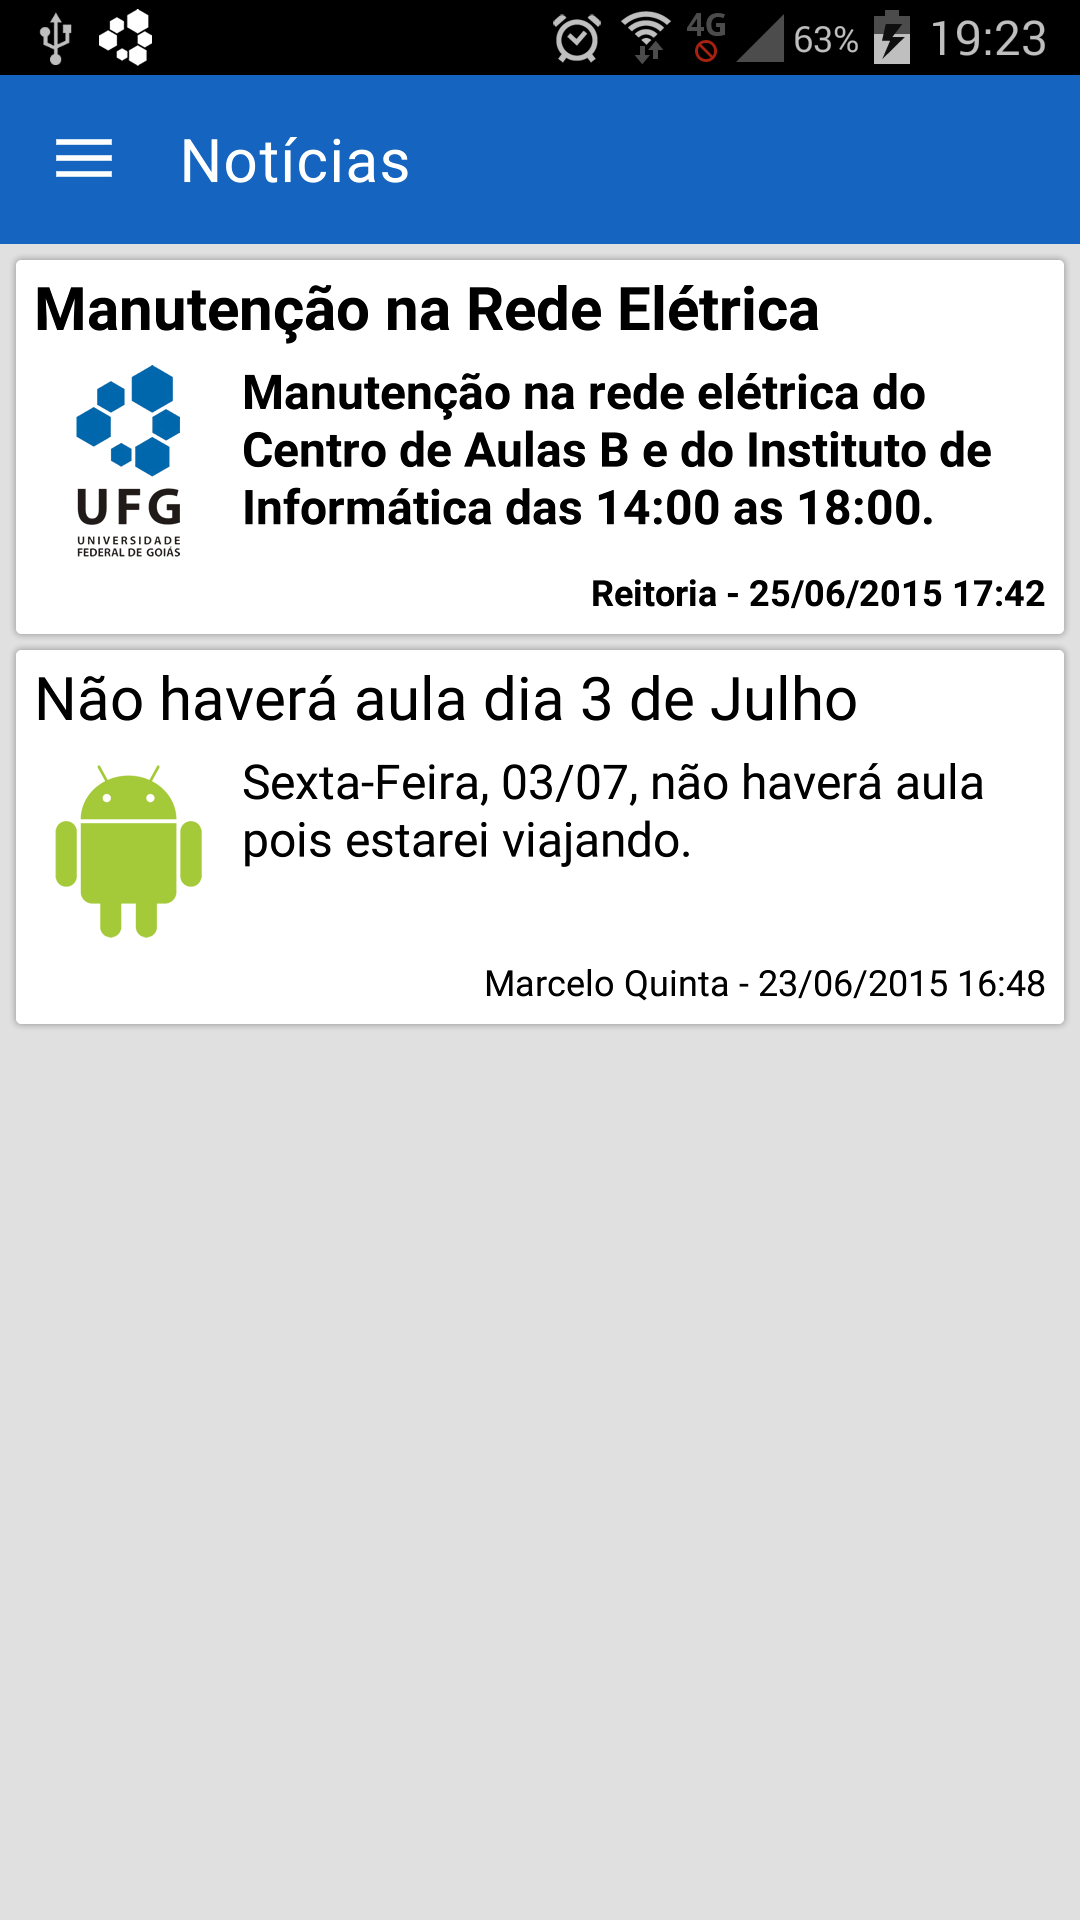 4G 63% 19:23
Notícias
Manutenção na Rede Elétrica
Manutenção na rede elétrica do
Centro de Aulas B e do Instituto de
Informática das 14:00 as 18:00.
UFG
UNIVERSIDADE
FEDERAL DE GOIÁS
Reitoria - 25/06/2015 17:42
Não haverá aula dia 3 de Julho
Sexta-Feira, 03/07, não haverá aula
pois estarei viajando.
Marcelo Quinta - 23/06/2015 16:48